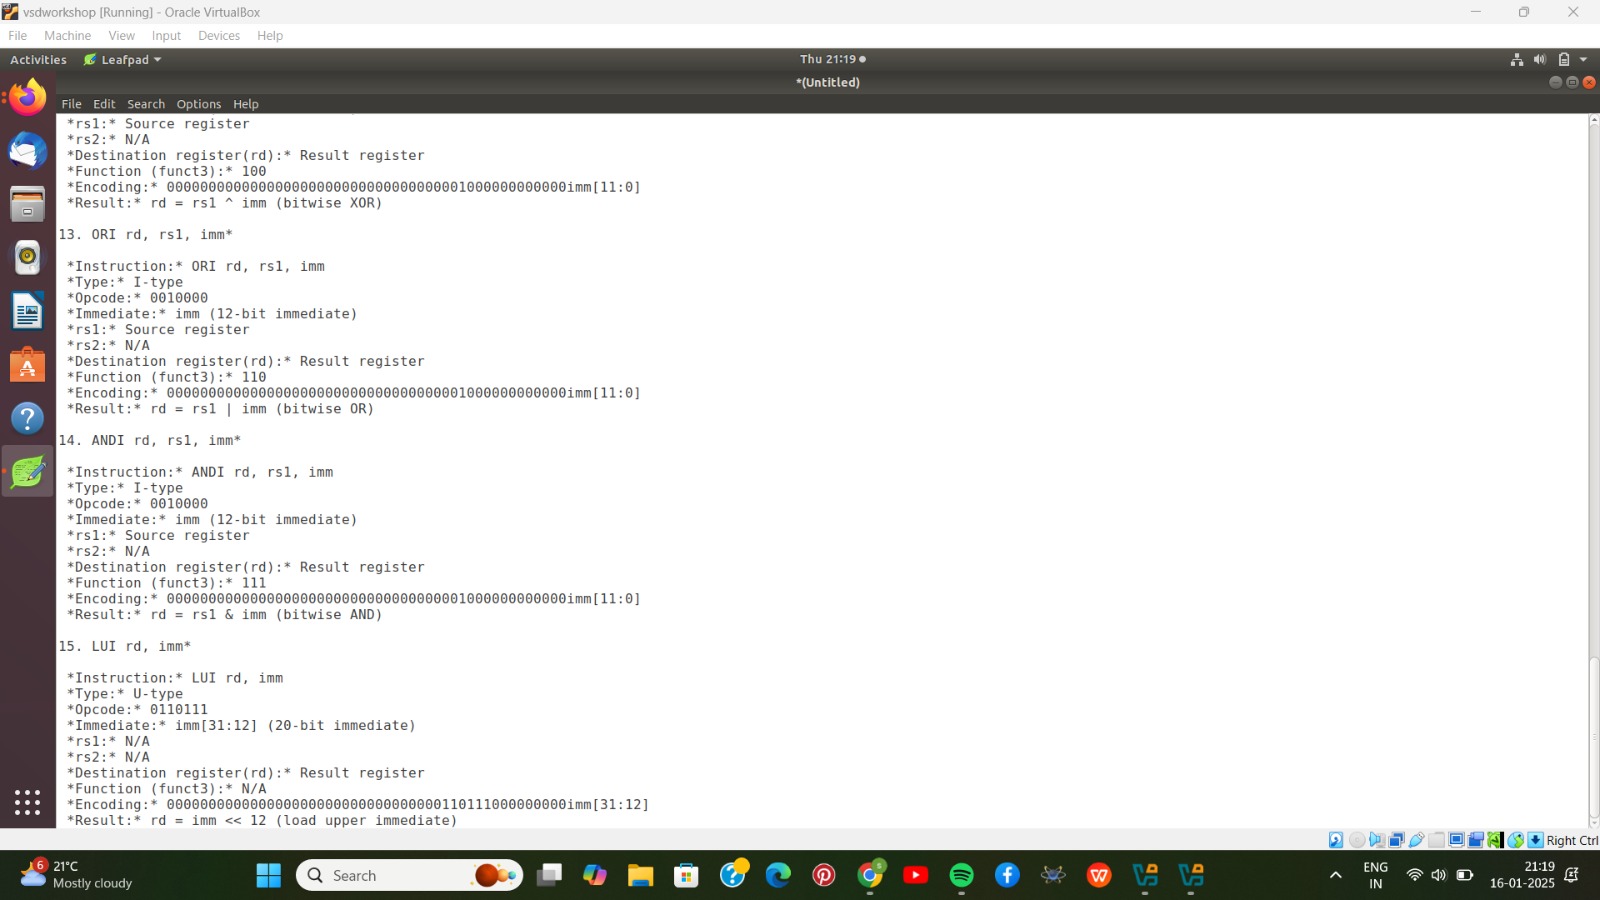 vsdworkshop [Running] - Oracle VirtualBox
File Machine View Input Devices Help
Activities Leafpad Thu 21:19
*(Untitled)
File Edit Search Options Help
*rs1:* Source register
*rs2:* N/A
*Destination register(rd):* Result register
*Function (funct3):* 100
*Encoding:* 00000000000000000000000000000000001000000000000imm[11:0]
*Result:* rd = rs1 ^ imm (bitwise XOR)
13. ORI rd, rs1, imm*
*Instruction:* ORI rd, rs1, imm
*Type:* I-type
*Opcode:* 0010000
*Immediate:* imm (12-bit immediate)
*rs1:* Source register
*rs2:* N/A
*Destination register(rd):* Result register
*Function (funct3):* 110
*Encoding:* 00000000000000000000000000000000001000000000000imm[11:0]
*Result:* rd = rs1 | imm (bitwise OR)
14. ANDI rd, rs1, imm*
*Instruction:* ANDI rd, rs1, imm
*Type:* I-type
*Opcode:* 0010000
*Immediate:* imm (12-bit immediate)
*rs1:* Source register
*rs2:* N/A
*Destination register(rd):* Result register
*Function (funct3):* 111
*Encoding:* 00000000000000000000000000000000001000000000000imm[11:0]
*Result:* rd = rs1 & imm (bitwise AND)
15. LUI rd, imm*
*Instruction:* LUI rd, imm
*Type:* U-type
*Opcode:* 0110111
*Immediate:* imm[31:12] (20-bit immediate)
*rs1:* N/A
*rs2:* N/A
*Destination register(rd):* Result register
*Function (funct3):* N/A
*Encoding:* 000000000000000000000000000000000110111000000000imm[31:12]
*Result:* rd = imm << 12 (load upper immediate)
Right Ctrl
6
21°C
Mostly cloudy
Search
ENG
IN
21:19
16-01-2025